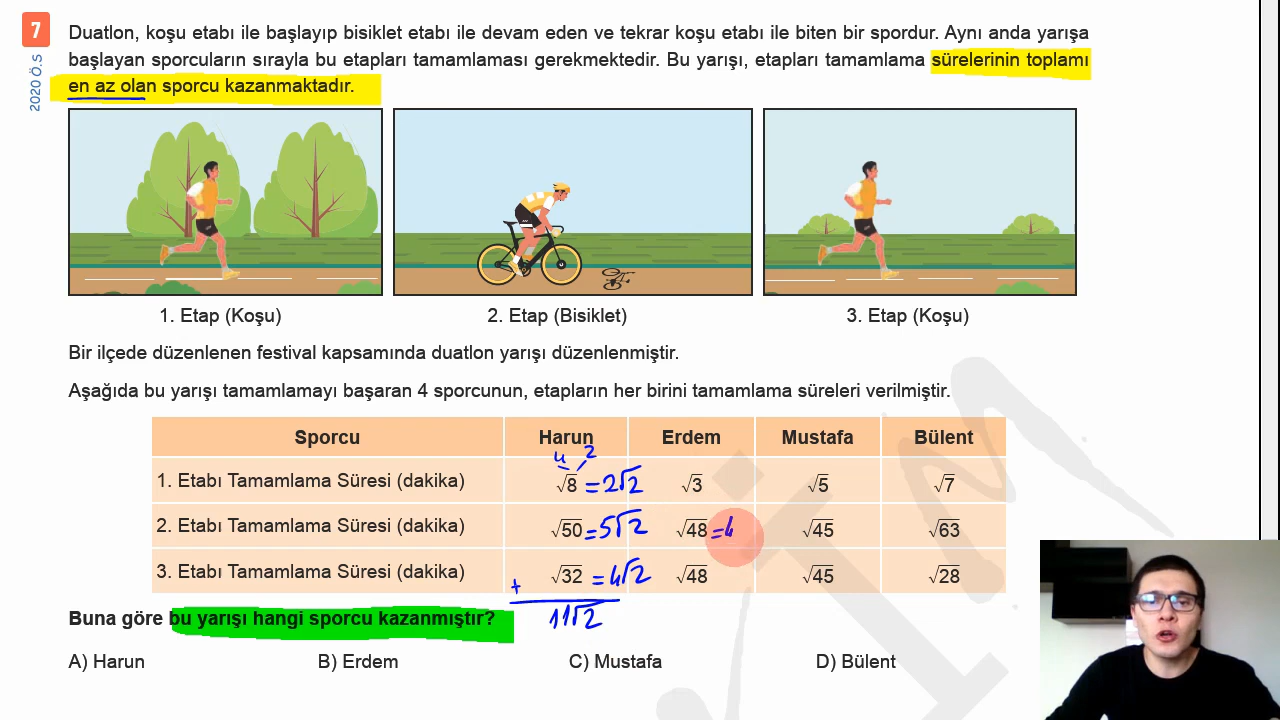 7
2020 Ö.S
Duatlon, koşu etabı ile başlayıp bisiklet etabı ile devam eden ve tekrar koşu etabı ile biten bir spordur. Aynı anda yarışa
başlayan sporcuların sırayla bu etapları tamamlaması gerekmektedir. Bu yarışı, etapları tamamlama sürelerinin toplamı
en az olan sporcu kazanmaktadır.
1. Etap (Koşu) 2. Etap (Bisiklet) 3. Etap (Koşu)
Bir ilçede düzenlenen festival kapsamında duatlon yarışı düzenlenmiştir.
Aşağıda bu yarışı tamamlamayı başaran 4 sporcunun, etapların her birini tamamlama süreleri verilmiştir.
Sporcu Harun Erdem Mustafa Bülent
4 2
1. Etabı Tamamlama Süresi (dakika) √8 =2√2 √3 √5 √7
2. Etabı Tamamlama Süresi (dakika) √50 =5√2 √48 =4 √45 √63
3. Etabı Tamamlama Süresi (dakika) √32 =4√2 √48 √45 √28
+
11√2
Buna göre bu yarışı hangi sporcu kazanmıştır?
A) Harun B) Erdem C) Mustafa D) Bülent